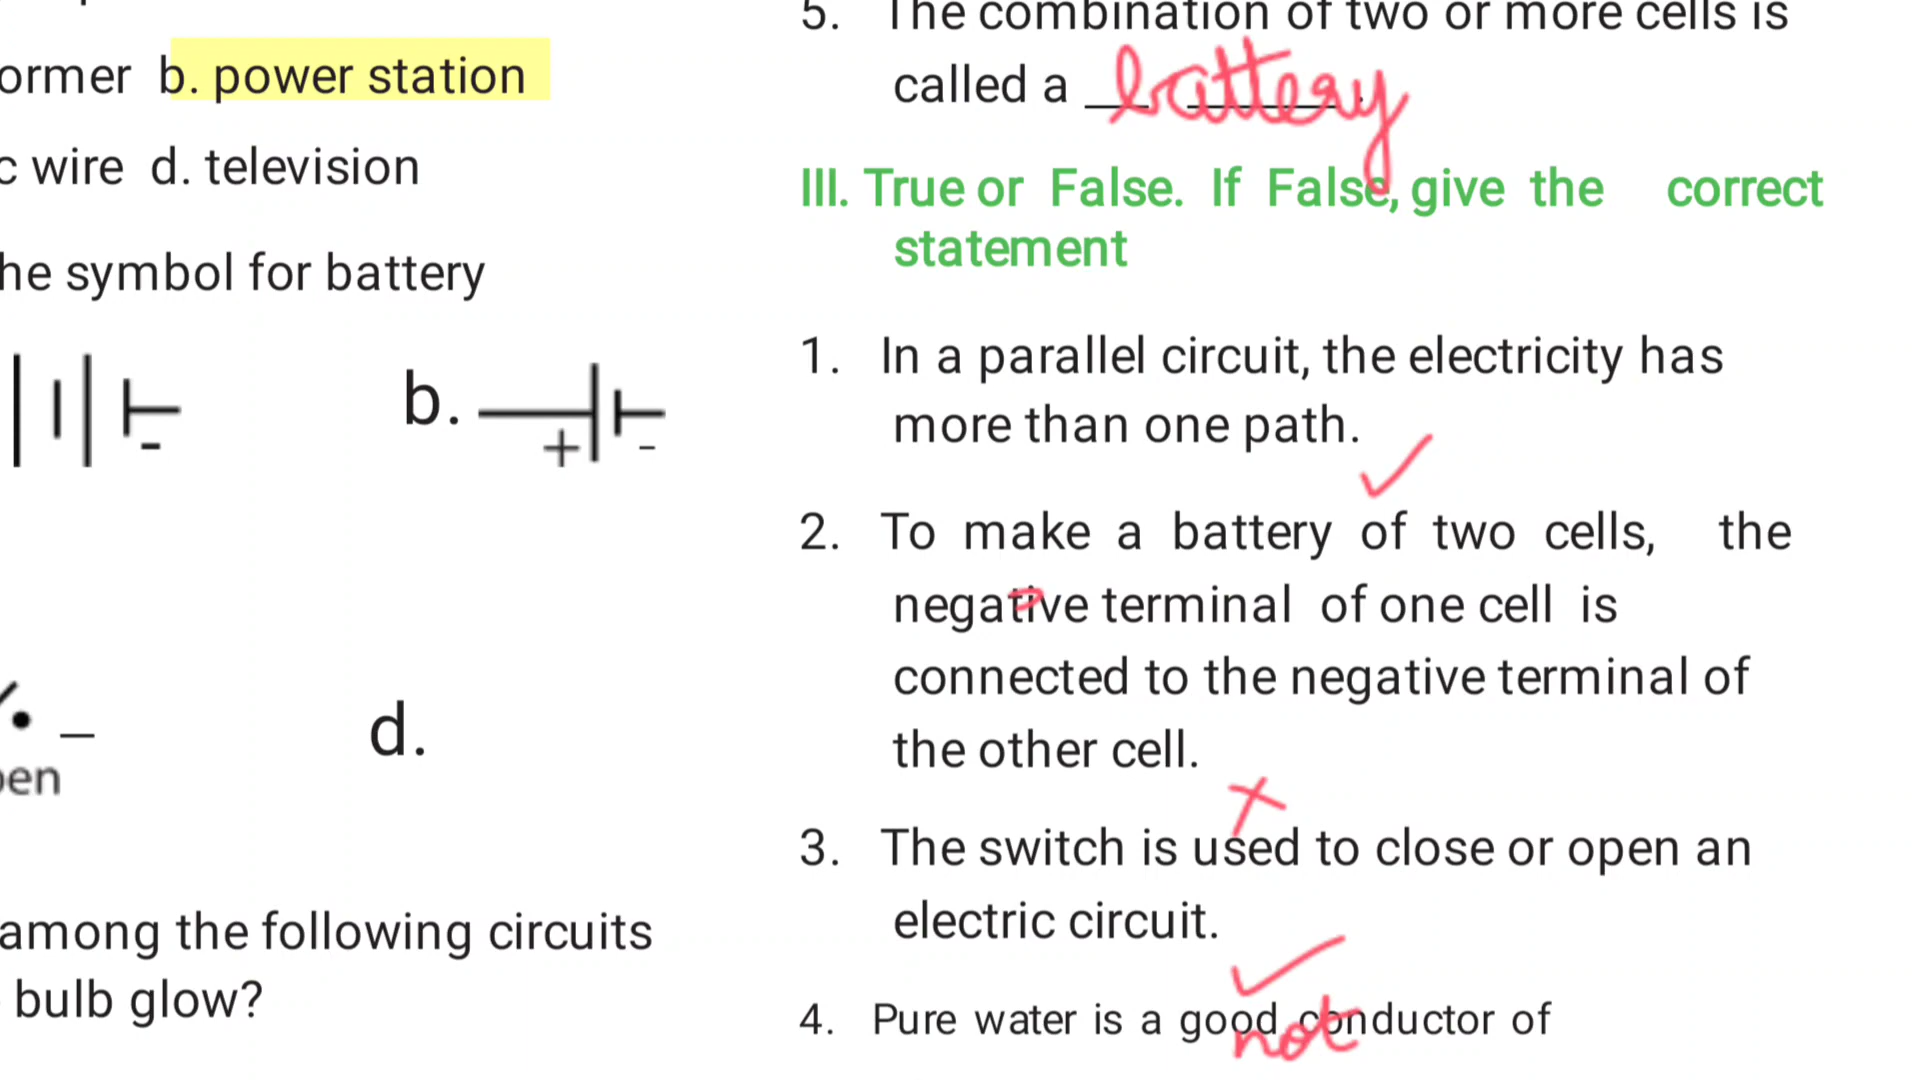 ormer b. power station
c wire d. television
he symbol for battery
b.
+ -
-
d.
en
among the following circuits
bulb glow?
5. The combination of two or more cells is
called a battery
III. True or False. If False, give the correct
statement
1. In a parallel circuit, the electricity has
more than one path.
2. To make a battery of two cells, the
negative terminal of one cell is
connected to the negative terminal of
the other cell.
3. The switch is used to close or open an
electric circuit.
4. Pure water is a good conductor of
not